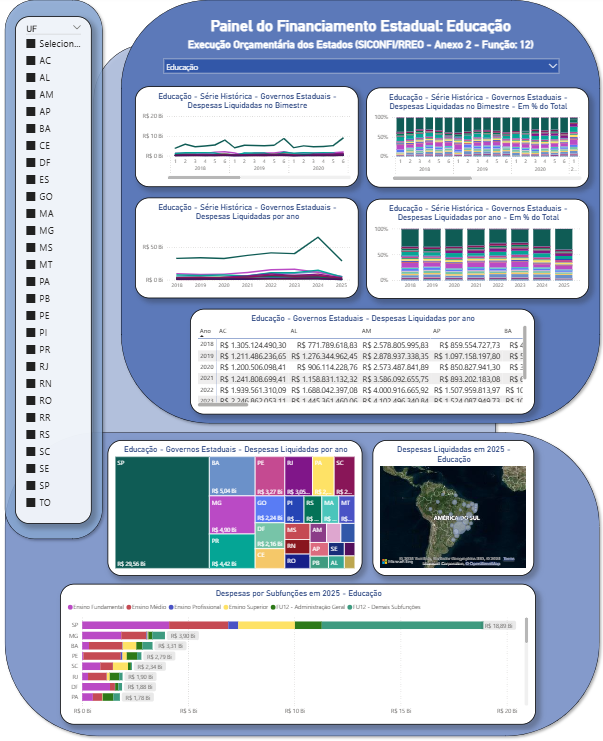 Painel do Financiamento Estadual: Educação
Execução Orçamentária dos Estados (SICONFI/RREO - Anexo 2 - Função: 12)
Educação
UF
Selecion...
AC
AL
AM
AP
BA
CE
DF
ES
GO
MA
MG
MS
MT
PA
PB
PE
PI
PR
RJ
RN
RO
RR
RS
SC
SE
SP
TO
Educação - Série Histórica - Governos Estaduais -
Despesas Liquidadas no Bimestre
R$ 20 Bi
R$ 10 Bi
R$ 0 Bi
1 2 3 4 5 6 1 2 3 4 5 6 1 2 3 4 5 6
2018 2019 2020
Educação - Série Histórica - Governos Estaduais -
Despesas Liquidadas no Bimestre - Em % do Total
100%
50%
0%
1 2 3 4 5 6 1 2 3 4 5 6 1 2 3 4 5 6 1
2018 2019 2020 2...
Educação - Série Histórica - Governos Estaduais -
Despesas Liquidadas por ano
R$ 50 Bi
R$ 0 Bi
2018 2019 2020 2021 2022 2023 2024 2025
Educação - Série Histórica - Governos Estaduais -
Despesas Liquidadas por ano - Em % do Total
100%
50%
0%
2018 2019 2020 2021 2022 2023 2024 2025
Educação - Governos Estaduais - Despesas Liquidadas por ano
Ano AC AL AM AP BA
2018 R$ 1.305.124.490,30 R$ 771.789.618,83 R$ 2.578.805.995,83 R$ 859.554.727,73 R$ 4
2019 R$ 1.211.486.236,65 R$ 1.276.344.962,45 R$ 2.878.937.338,35 R$ 1.097.158.197,80 R$ 5
2020 R$ 1.200.506.098,41 R$ 906.114.228,76 R$ 2.573.487.841,89 R$ 850.827.941,30 R$ 3
2021 R$ 1.241.808.699,41 R$ 1.158.831.132,32 R$ 3.586.092.655,75 R$ 893.202.183,08 R$ 5
2022 R$ 1.939.561.310,09 R$ 1.688.042.397,08 R$ 4.000.916.665,92 R$ 1.507.959.813,97 R$ 10
2023 R$ 2.246.862.053,11 R$ 1.445.361.460,06 R$ 4.102.496.340,84 R$ 1.524.087.949,73 R$ 10
Educação - Governos Estaduais - Despesas Liquidadas por ano
SP
R$ 29,56 Bi
BA
R$ 5,04 Bi
MG
R$ 4,90 Bi
PR
R$ 4,42 Bi
PE
R$ 3,27 Bi
RJ
R$ 3,05...
SC
R$ 2...
GO
R$ 2,24 Bi
DF
R$ 2,16 Bi
CE
PI
RS
MA
MT
MS
AM
RN
AP
SE
RO
PB
AL
Despesas Liquidadas em 2025 -
Educação
AMÉRICA DO SUL
Microsoft Bing
Despesas por Subfunções em 2025 - Educação
Ensino Fundamental Ensino Médio Ensino Profissional Ensino Superior FU12 - Administração Geral FU12 - Demais Subfunções
SP R$ 18,89 Bi
MG R$ 3,90 Bi
BA R$ 3,31 Bi
PE R$ 2,79 Bi
SC R$ 2,34 Bi
RJ R$ 1,90 Bi
DF R$ 1,88 Bi
PA R$ 1,78 Bi
R$ 0 Bi R$ 5 Bi R$ 10 Bi R$ 15 Bi R$ 20 Bi